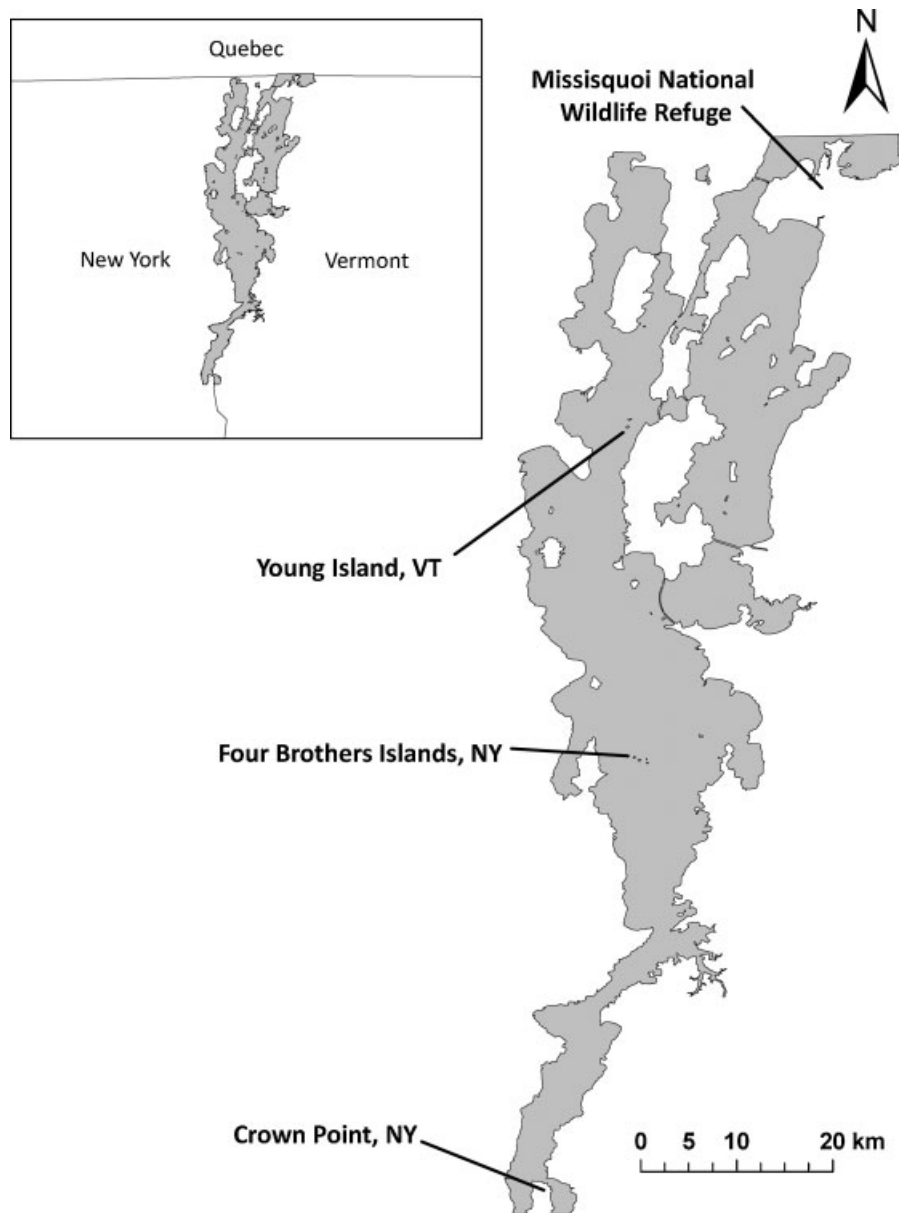 Quebec
New York
Vermont
N
Missisquoi National
Wildlife Refuge
Young Island, VT
Four Brothers Islands, NY
Crown Point, NY
0 5 10 20 km